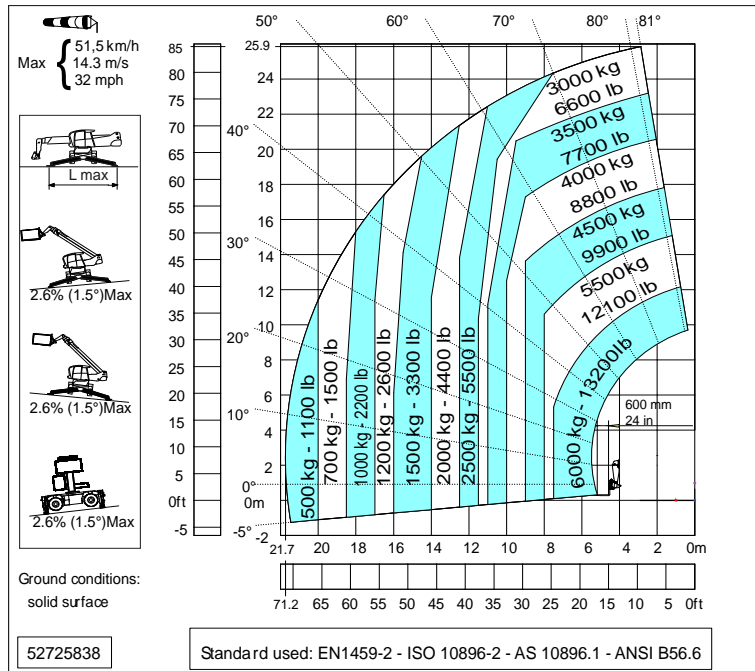 Max { 51,5 km/h
14.3 m/s
32 mph
L max
2.6% (1.5°)Max
2.6% (1.5°)Max
2.6% (1.5°)Max
Ground conditions:
solid surface
52725838
85
80
75
70
65
60
55
50
45
40
35
30
25
20
15
10
5
0ft
-5
25.9
24
22
20
18
16
14
12
10
8
6
4
2
0m
-2
-5°
0°
10°
20°
30°
40°
50°
60°
70°
80°
81°
3000 kg
6600 lb
3500 kg
7700 lb
4000 kg
8800 lb
4500 kg
9900 lb
5500kg
12100 lb
6000 kg - 13200lb
500 kg - 1100 lb
700 kg - 1500 lb
1000 kg - 2200 lb
1200 kg - 2600 lb
1500 kg - 3300 lb
2000 kg - 4400 lb
2500 kg - 5500 lb
600 mm
24 in
21.7 20 18 16 14 12 10 8 6 4 2 0m
71.2 65 60 55 50 45 40 35 30 25 20 15 10 5 0ft
Standard used: EN1459-2 - ISO 10896-2 - AS 10896.1 - ANSI B56.6